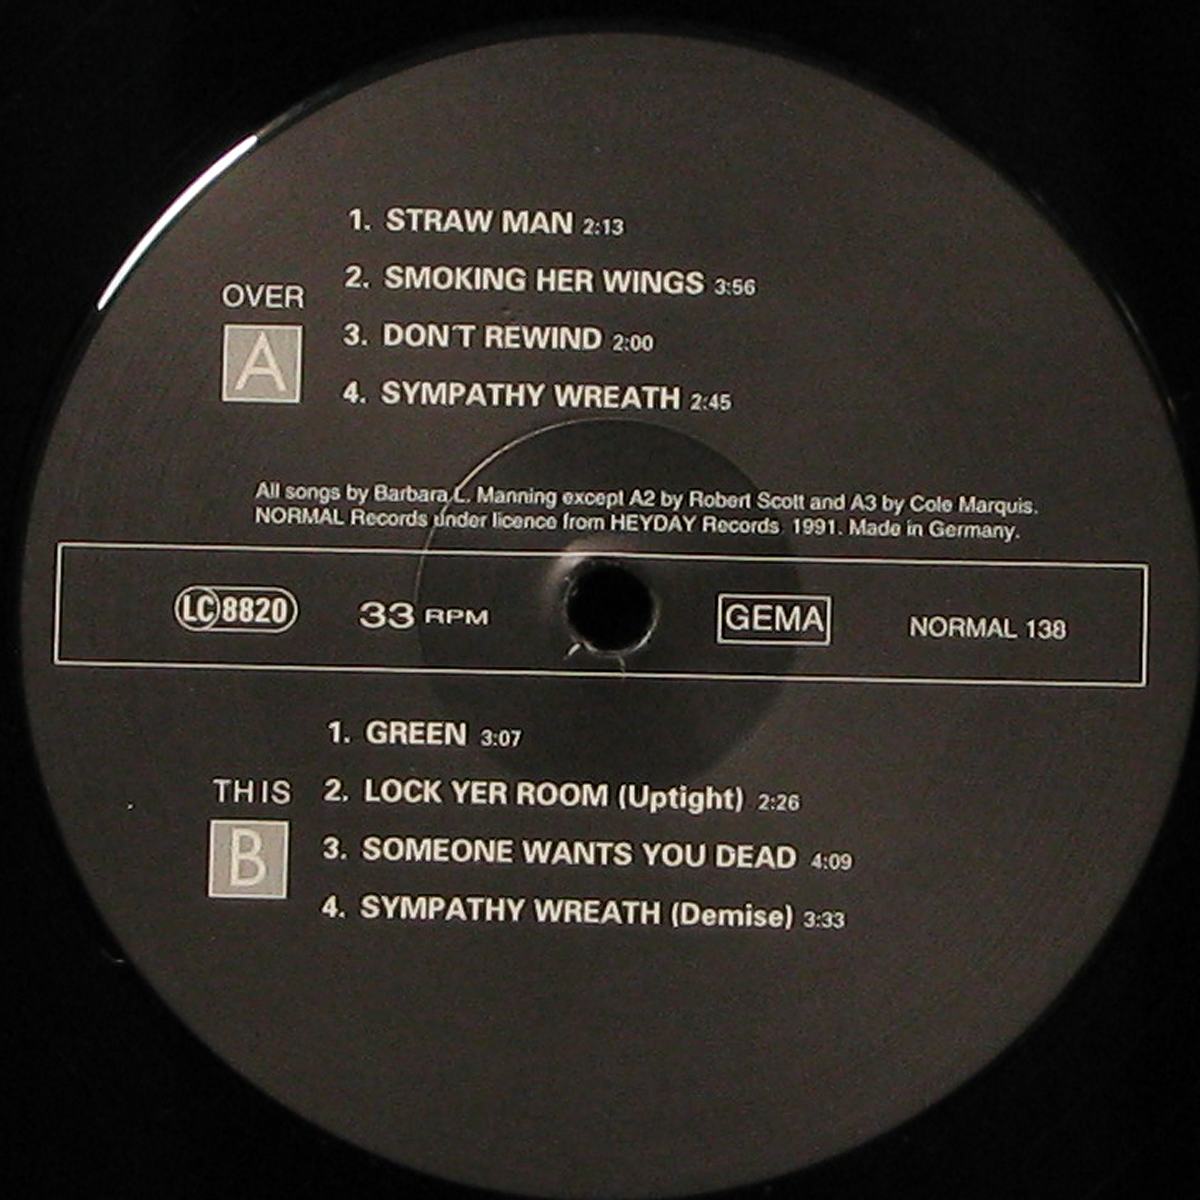 1. STRAW MAN 2:13
2. SMOKING HER WINGS 3:56
OVER
A
3. DON'T REWIND 2:00
4. SYMPATHY WREATH 2:45
All songs by Barbara L. Manning except A2 by Robert Scott and A3 by Cole Marquis.
NORMAL Records under licence from HEYDAY Records 1991. Made in Germany.
LC 8820 33 RPM GEMA NORMAL 138
1. GREEN 3:07
THIS
B
2. LOCK YER ROOM (Uptight) 2:26
3. SOMEONE WANTS YOU DEAD 4:09
4. SYMPATHY WREATH (Demise) 3:33